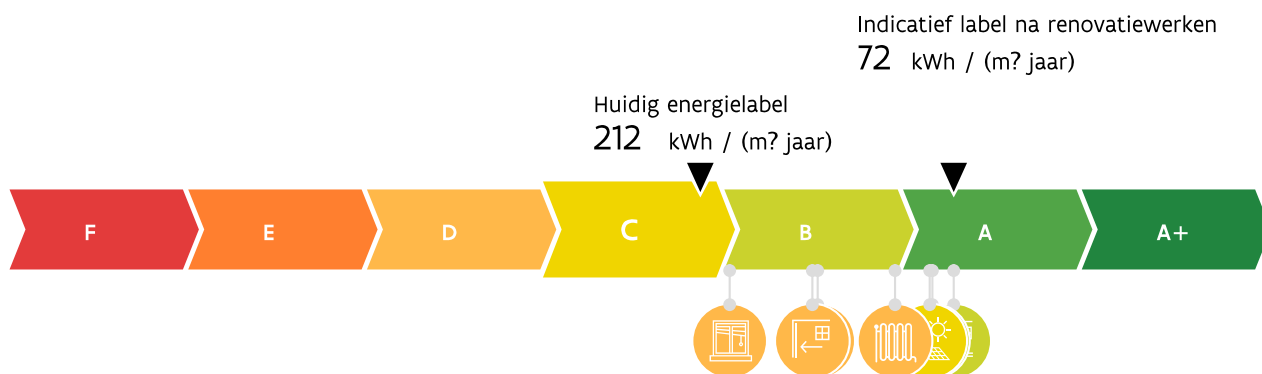 Indicatief label na renovatiewerken
72 kWh / (m? jaar)
Huidig energielabel
212 kWh / (m? jaar)
F E D C B A A+